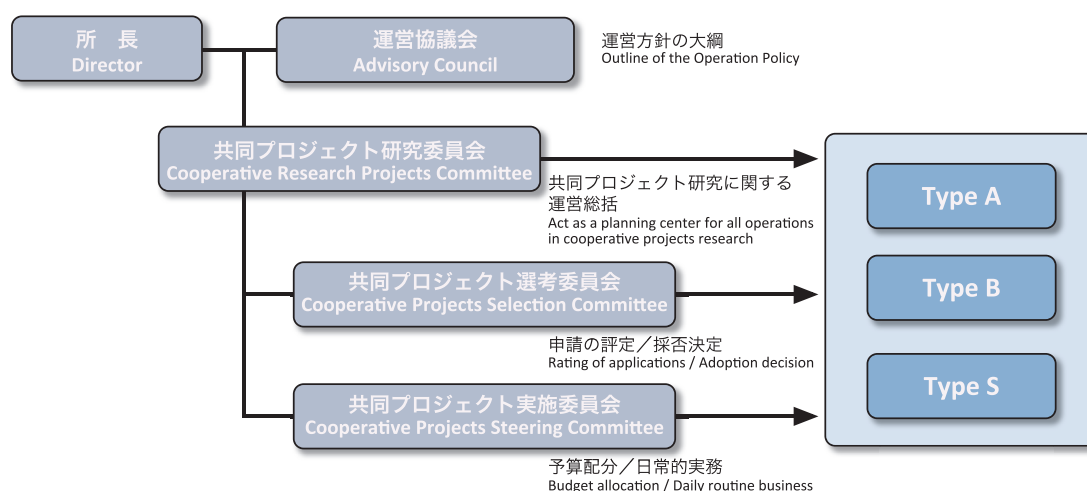 所　長
Director
運営協議会
Advisory Council
運営方針の大綱
Outline of the Operation Policy
共同プロジェクト研究委員会
Cooperative Research Projects Committee
共同プロジェクト研究に関する
運営総括
Act as a planning center for all operations
in cooperative projects research
共同プロジェクト選考委員会
Cooperative Projects Selection Committee
申請の評定／採否決定
Rating of applications / Adoption decision
共同プロジェクト実施委員会
Cooperative Projects Steering Committee
予算配分／日常的実務
Budget allocation / Daily routine business
Type A
Type B
Type S